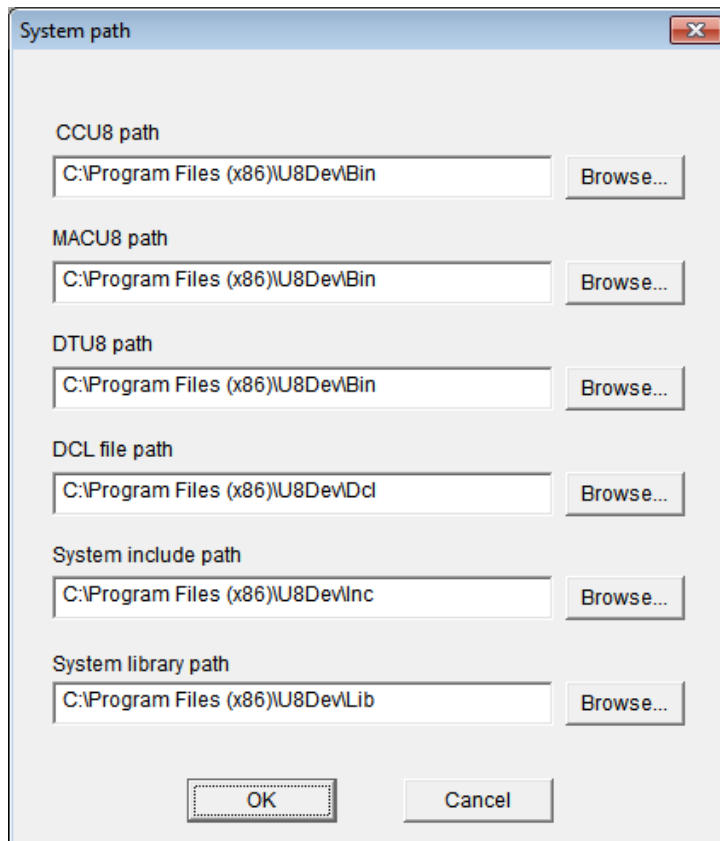 System path
CCU8 path
C:\Program Files (x86)\U8Dev\Bin
Browse...
MACU8 path
C:\Program Files (x86)\U8Dev\Bin
Browse...
DTU8 path
C:\Program Files (x86)\U8Dev\Bin
Browse...
DCL file path
C:\Program Files (x86)\U8Dev\Dcl
Browse...
System include path
C:\Program Files (x86)\U8Dev\Inc
Browse...
System library path
C:\Program Files (x86)\U8Dev\Lib
Browse...
OK
Cancel